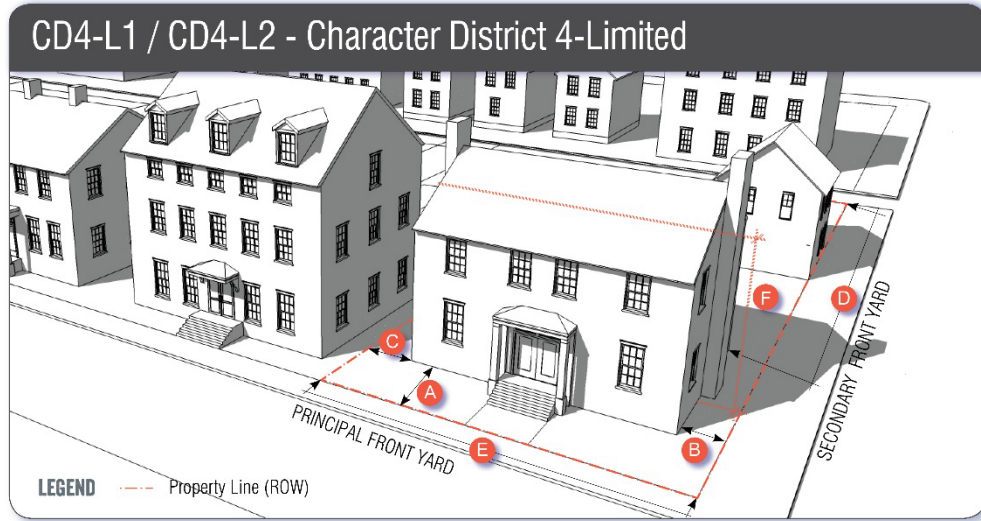 CD4-L1 / CD4-L2 - Character District 4-Limited
F
D
C
A
B
E
PRINCIPAL FRONT YARD
SECONDARY FRONT YARD
LEGEND Property Line (ROW)